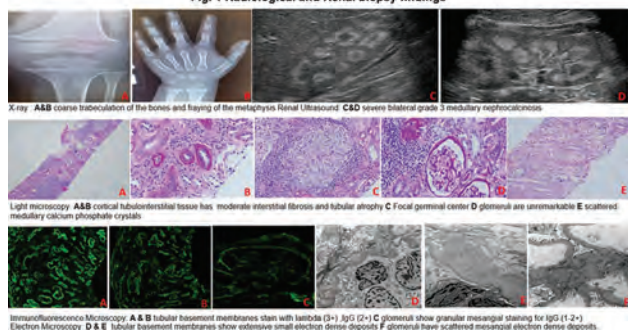 Fig. 1 Radiological and Renal Biopsy findings
A
B
C
D
X-ray A&B coarse trabeculation of the bones and fraying of the metaphysis Renal Ultrasound C&D severe bilateral grade 3 medullary nephrocalcinosis
A
B
C
D
E
Light microscopy A&B cortical tubulointerstitial tissue has moderate interstitial fibrosis and tubular atrophy C Focal germinal center D glomeruli are unremarkable E scattered
medullary calcium phosphate crystals
A
B
C
D
Immunofluorescence Microscopy: A & B tubular basement membranes stain with lambda (3+) ,IgG (2+) C glomeruli show granular mesangial staining for IgG (1-2+)
Electron Microscopy D & E tubular basement membranes show extensive small electron dense deposits F glomeruli have scattered mesangial electron dense deposits.